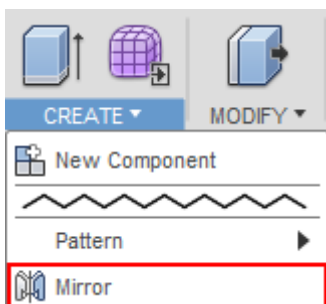 CREATE ▾ MODIFY ▾
New Component
Pattern
Mirror